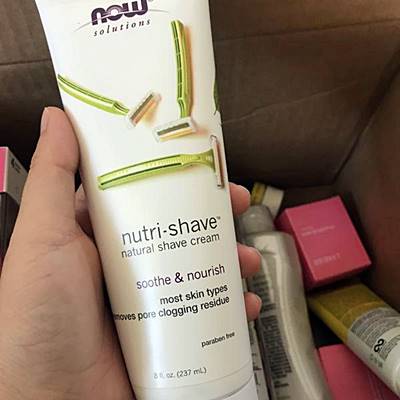 now
solutions
nutri-shave™
natural shave cream
soothe & nourish
most skin types
removes pore clogging residue
paraben free
8 fl. oz. (237 mL)